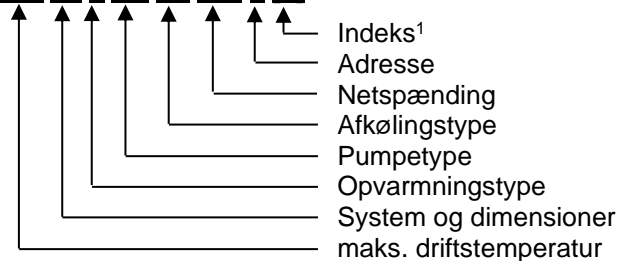 Indeks¹
Adresse
Netspænding
Afkølingstype
Pumpetype
Opvarmningstype
System og dimensioner
maks. driftstemperatur